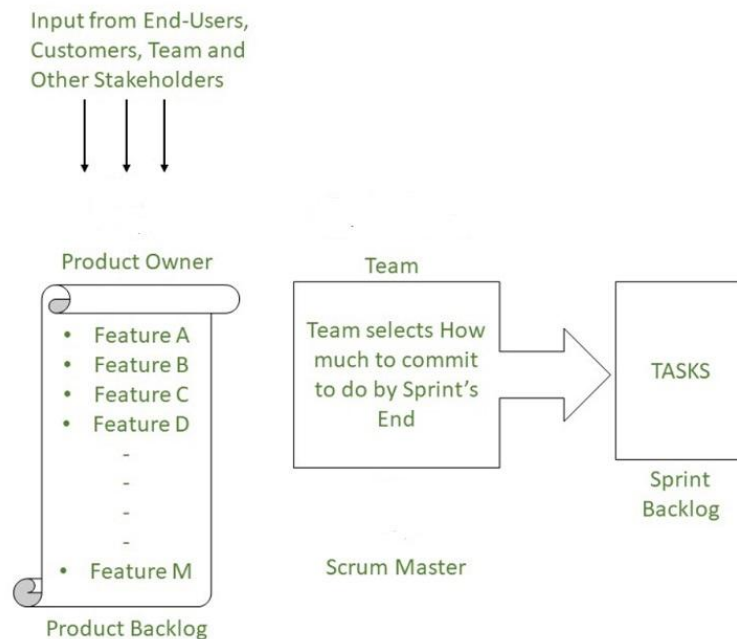 Input from End-Users,
Customers, Team and
Other Stakeholders
Product Owner
• Feature A
• Feature B
• Feature C
• Feature D
-
-
-
-
• Feature M
Product Backlog
Team
Team selects How
much to commit
to do by Sprint's
End
Scrum Master
TASKS
Sprint
Backlog